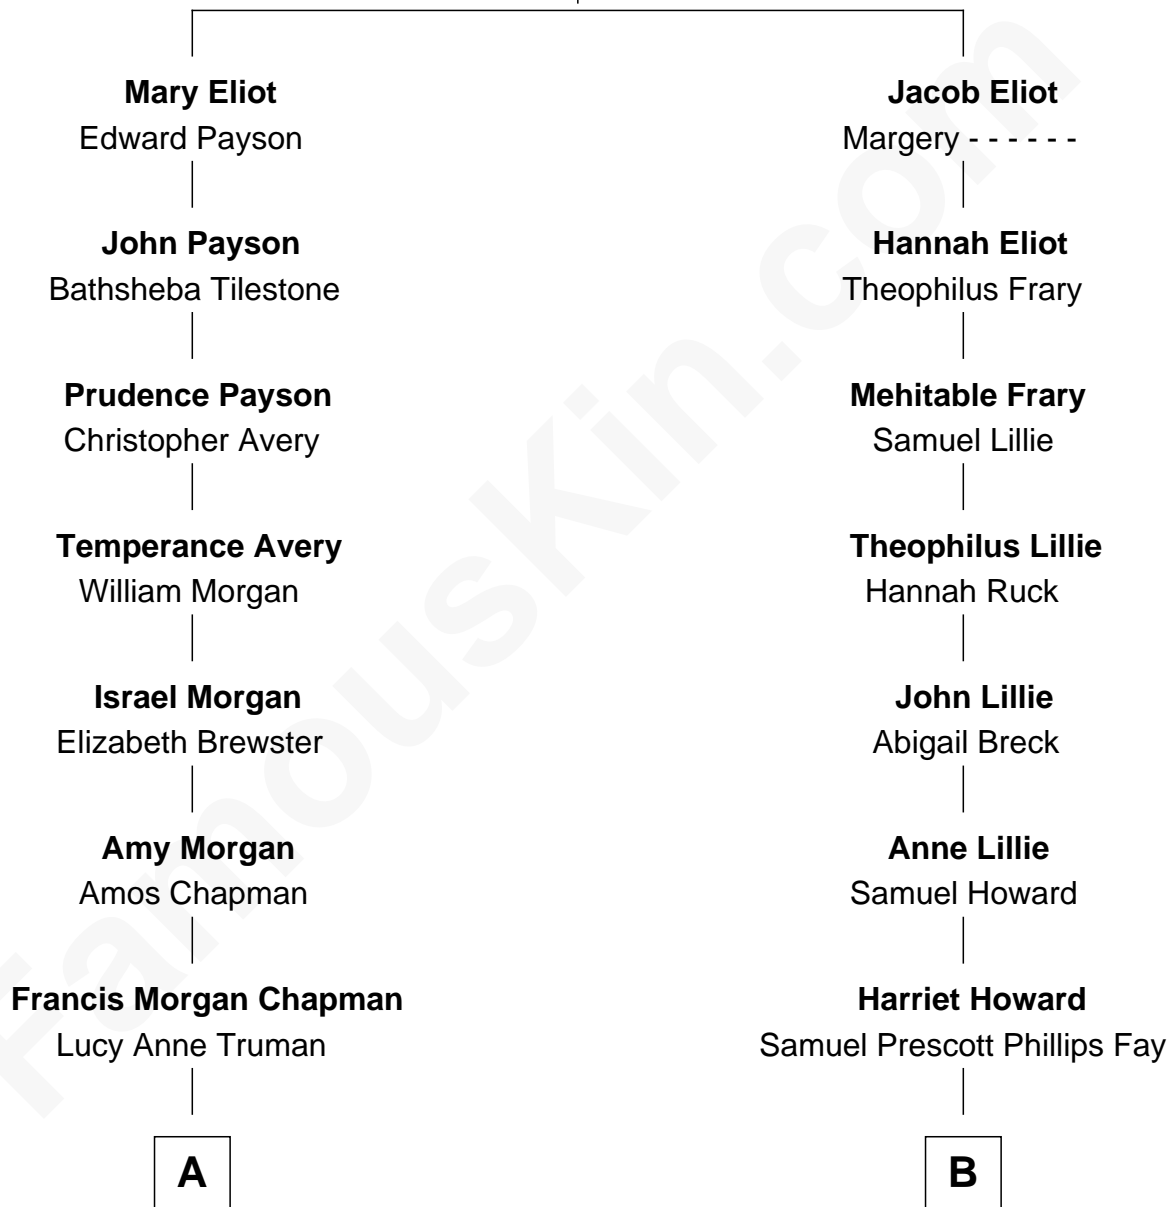 Mary Eliot
Edward Payson
Jacob Eliot
Margery - - - - - -
John Payson
Bathsheba Tilestone
Hannah Eliot
Theophilus Frary
Prudence Payson
Christopher Avery
Mehitable Frary
Samuel Lillie
Temperance Avery
William Morgan
Theophilus Lillie
Hannah Ruck
Israel Morgan
Elizabeth Brewster
John Lillie
Abigail Breck
Amy Morgan
Amos Chapman
Anne Lillie
Samuel Howard
Francis Morgan Chapman
Lucy Anne Truman
Harriet Howard
Samuel Prescott Phillips Fay
A
B
FamousKin.com